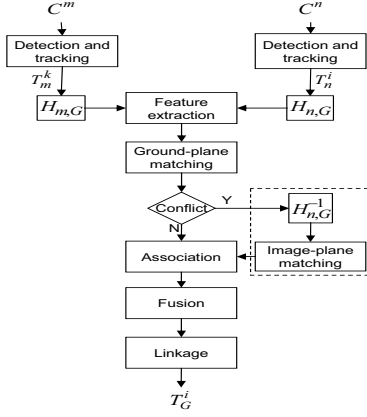 C^m
C^n
Detection and
tracking
Detection and
tracking
T_m^k
T_n^i
H_{m,G}
Feature
extraction
H_{n,G}
Ground-plane
matching
Conflict
Y
N
H_{n,G}^{-1}
Association
Image-plane
matching
Fusion
Linkage
T_G^i